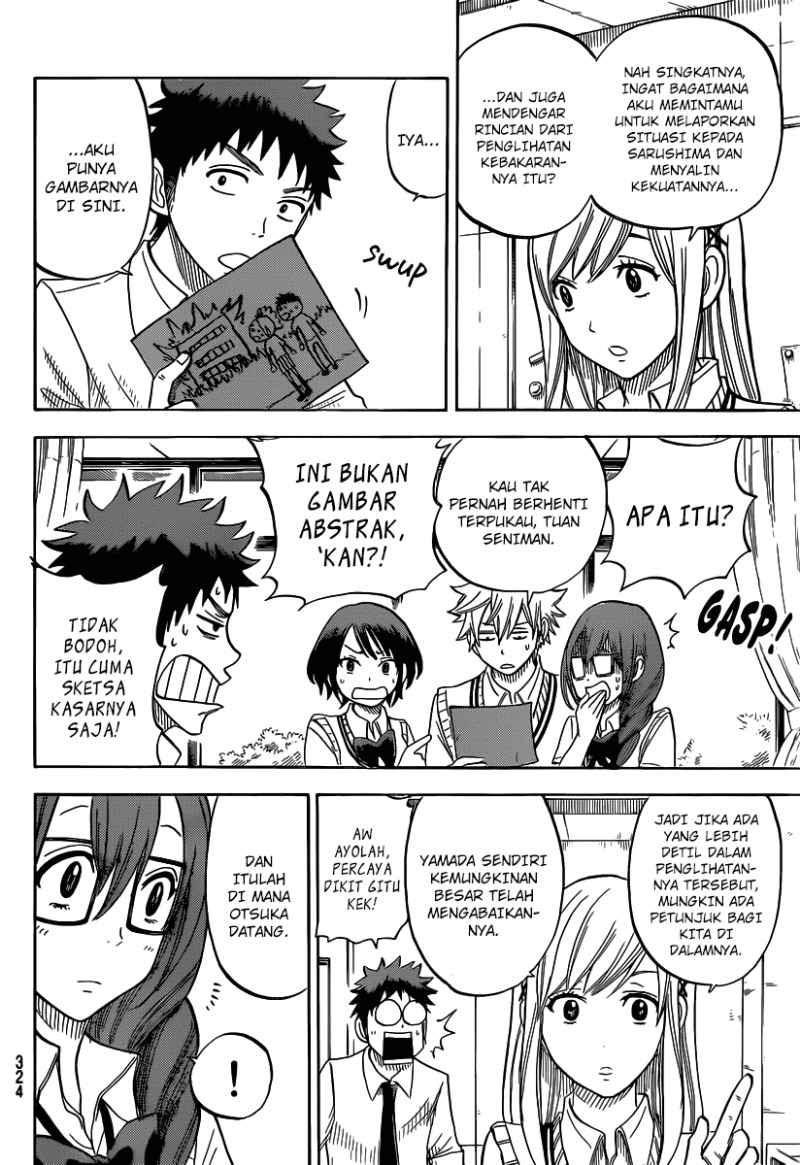 NAH SINGKATNYA,
INGAT BAGAIMANA
AKU MEMINTAMU
UNTUK MELAPORKAN
SITUASI KEPADA
SARUSHIMA DAN
MENYALIN
KEKUATANNYA...
...DAN JUGA
MENDENGAR
RINCIAN DARI
PENGLIHATAN
KEBAKARAN-
NYA ITU?
IYA...
...AKU
PUNYA
GAMBARNYA
DI SINI.
SWUP
APA ITU?
GASP!
KAU TAK
PERNAH BERHENTI
TERPUKAU, TUAN
SENIMAN.
INI BUKAN
GAMBAR
ABSTRAK,
'KAN?!
TIDAK
BODOH,
ITU CUMA
SKETSA
KASARNYA
SAJA!
JADI JIKA ADA
YANG LEBIH
DETIL DALAM
PENGLIHATAN-
NYA TERSEBUT,
MUNGKIN ADA
PETUNJUK BAGI
KITA DI
DALAMNYA.
YAMADA SENDIRI
KEMUNGKINAN
BESAR TELAH
MENGABAIKAN-
NYA.
AW
AYOLAH,
PERCAYA
DIKIT GITU
KEK!
DAN
ITULAH
DI MANA
OTSUKA
DATANG.
!
324